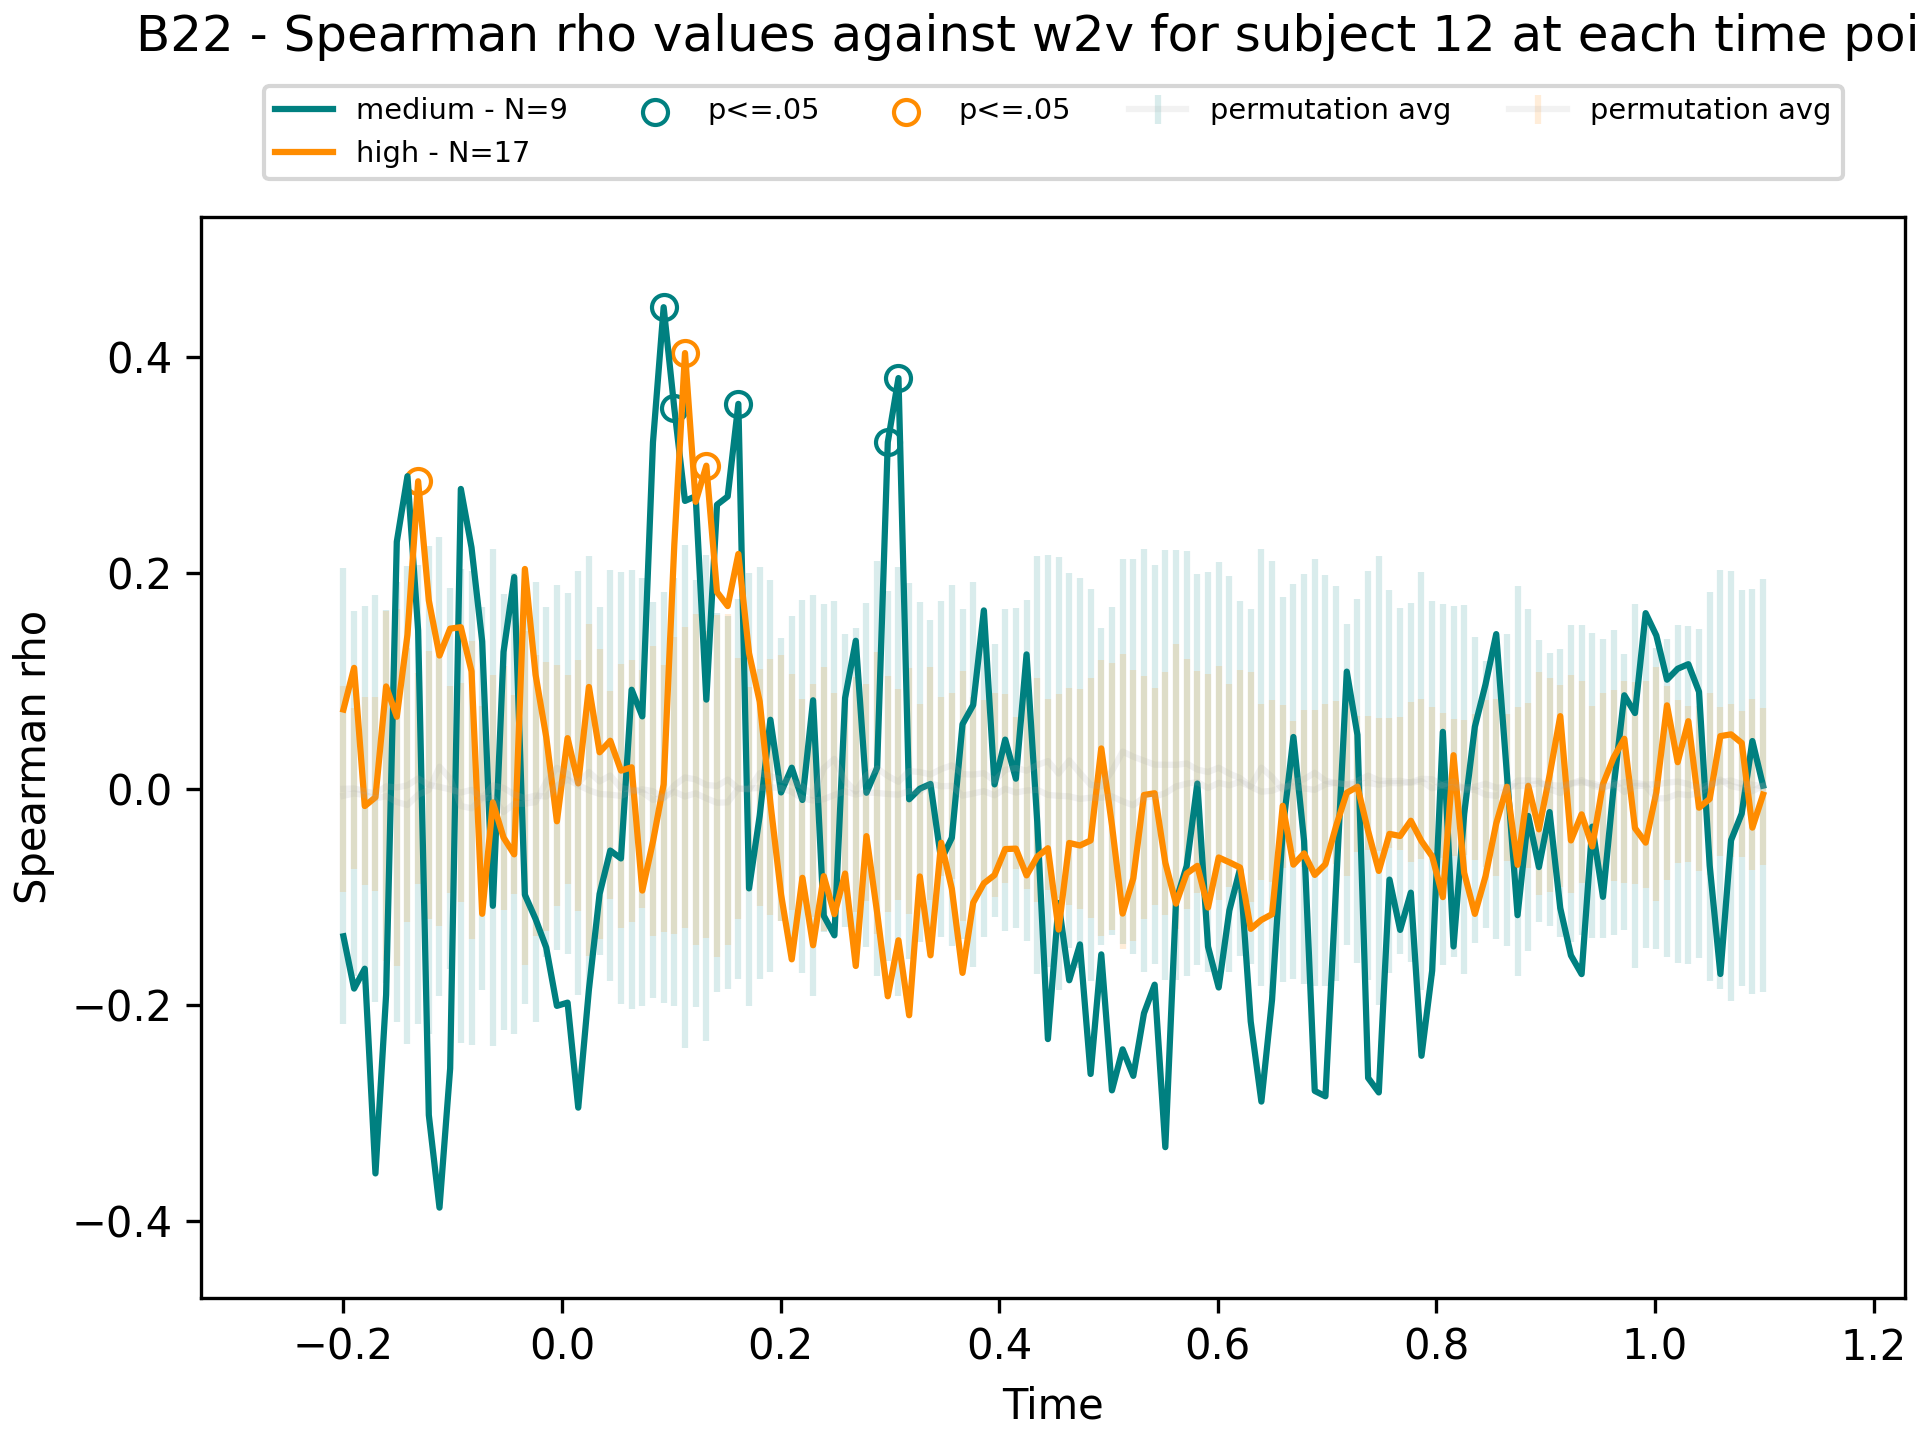 B22 - Spearman rho values against w2v for subject 12 at each time poi
medium - N=9
high - N=17
p<=.05
p<=.05
permutation avg
permutation avg
Spearman rho
0.4
0.2
0.0
−0.2
−0.4
−0.2 0.0 0.2 0.4 0.6 0.8 1.0 1.2
Time